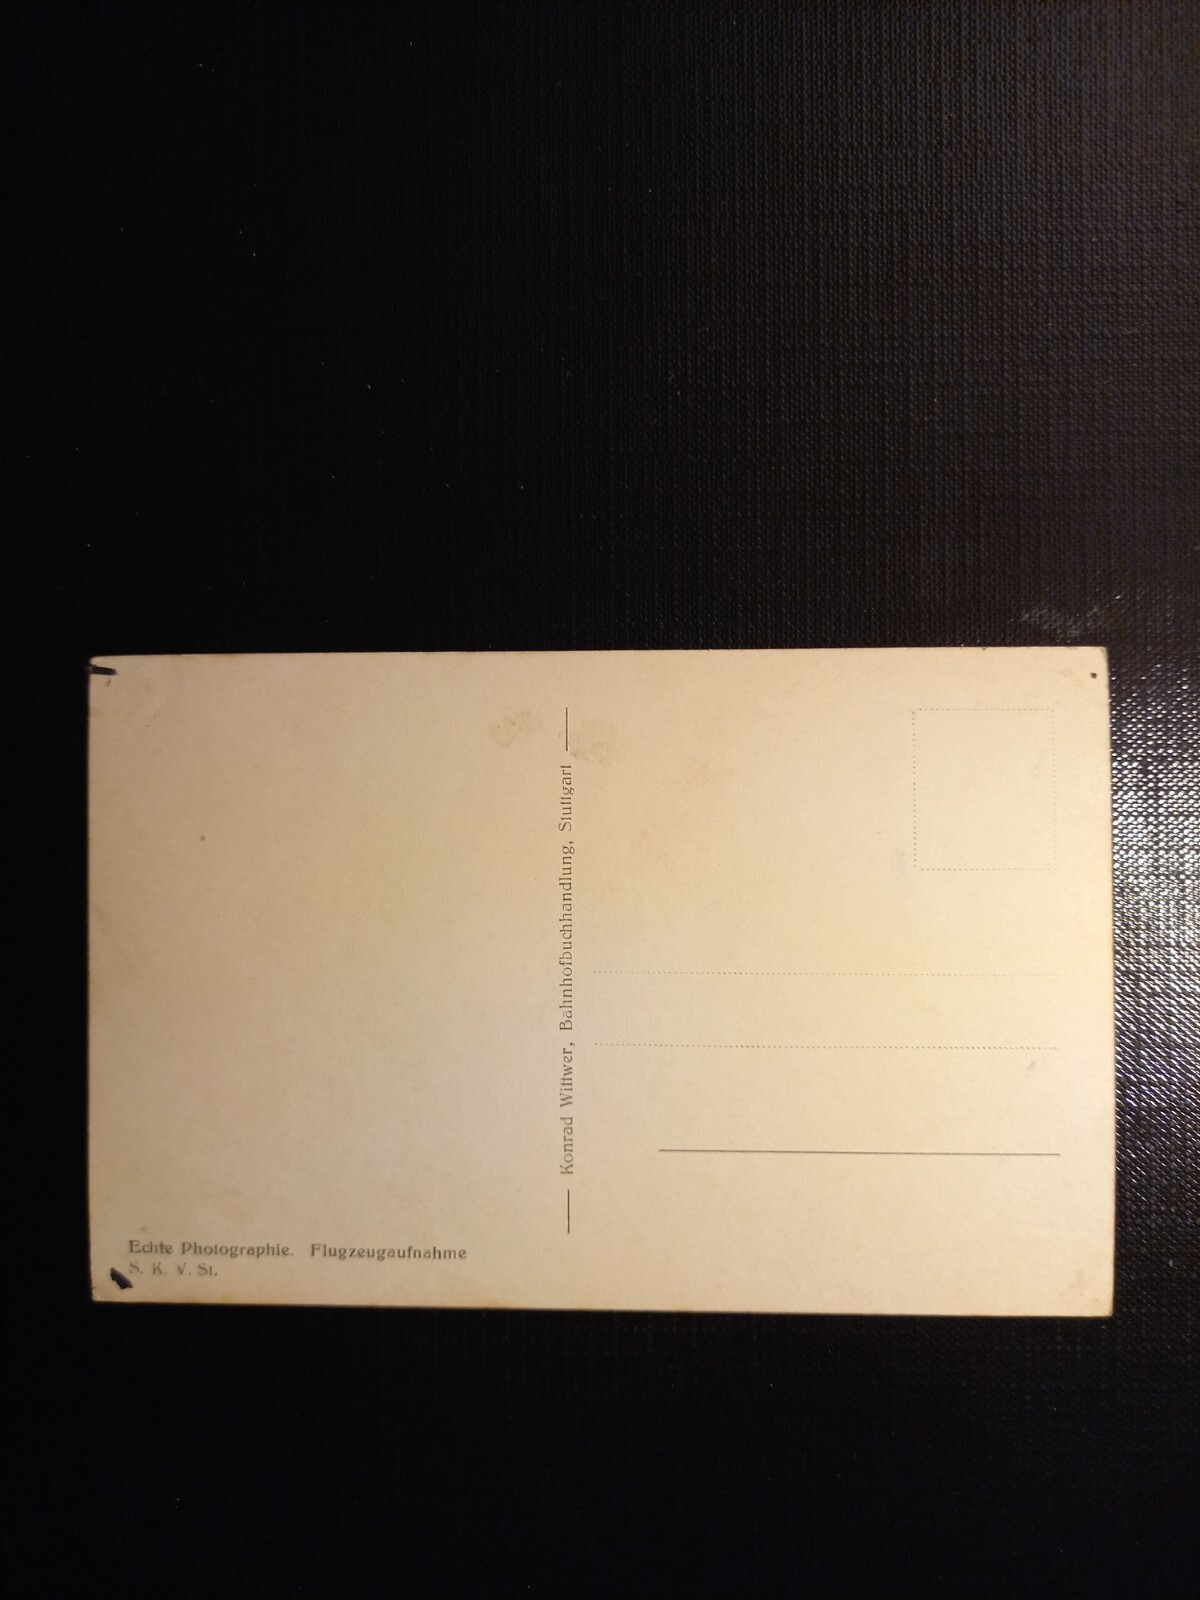 Konrad Wittwer, Bahnhofbuchhandlung, Stuttgart
Echte Photographie. Flugzeugaufnahme
S. K. V. St.